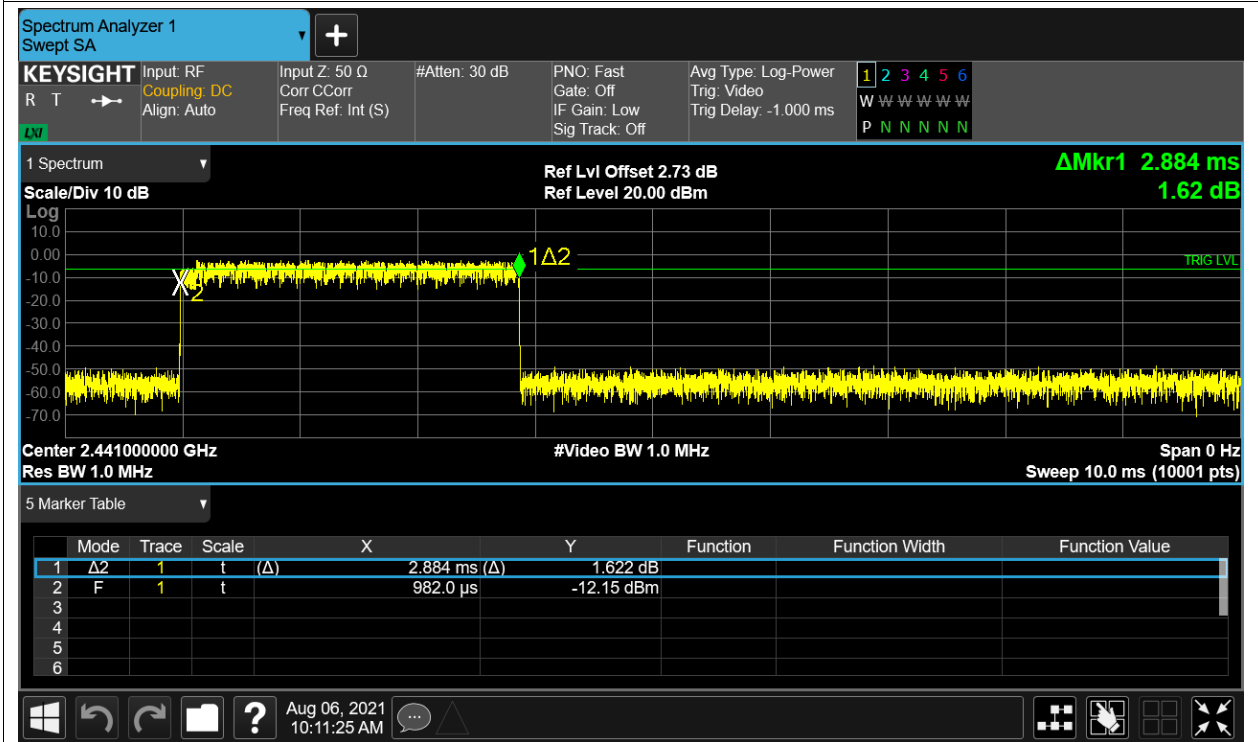 Spectrum Analyzer 1
Swept SA
+
KEYSIGHT Input: RF Input Z: 50 Ω #Atten: 30 dB PNO: Fast Avg Type: Log-Power 1 2 3 4 5 6
R T Coupling: DC Corr CCorr Gate: Off Trig: Video W W W W W W
Align: Auto Freq Ref: Int (S) IF Gain: Low Trig Delay: -1.000 ms
LXI Sig Track: Off P N N N N N
1 Spectrum Ref Lvl Offset 2.73 dB ΔMkr1 2.884 ms
Scale/Div 10 dB Ref Level 20.00 dBm 1.62 dB
Log
10.0
0.00 1Δ2
TRIG LVL
-10.0
X2
-20.0
-30.0
-40.0
-50.0
-60.0
-70.0
Center 2.441000000 GHz #Video BW 1.0 MHz Span 0 Hz
Res BW 1.0 MHz Sweep 10.0 ms (10001 pts)
5 Marker Table
Mode Trace Scale X Y Function Function Width Function Value
1 Δ2 1 t (Δ) 2.884 ms (Δ) 1.622 dB
2 F 1 t 982.0 µs -12.15 dBm
3
4
5
6
? Aug 06, 2021
10:11:25 AM